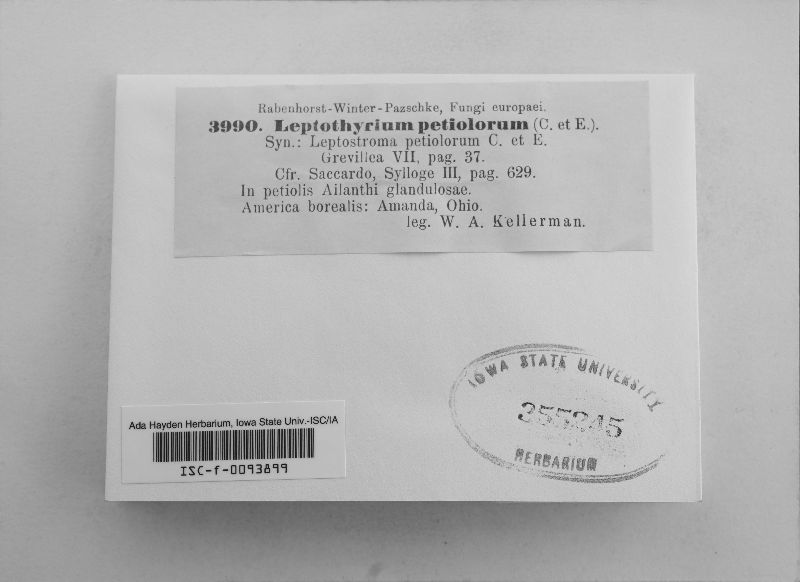 Rabenhorst-Winter-Pazschke, Fungi europaei.
3990. Leptothyrium petiolorum (C. et E.).
Syn.: Leptostroma petiolorum C. et E.
Grevillea VII, pag. 37.
Cfr. Saccardo, Sylloge III, pag. 629.
In petiolis Ailanthi glandulosae.
America borealis: Amanda, Ohio.
leg. W. A. Kellerman.
IOWA STATE UNIVERSITY
355245
HERBARIUM
Ada Hayden Herbarium, Iowa State Univ.-ISC/IA
ISC-f-0093899